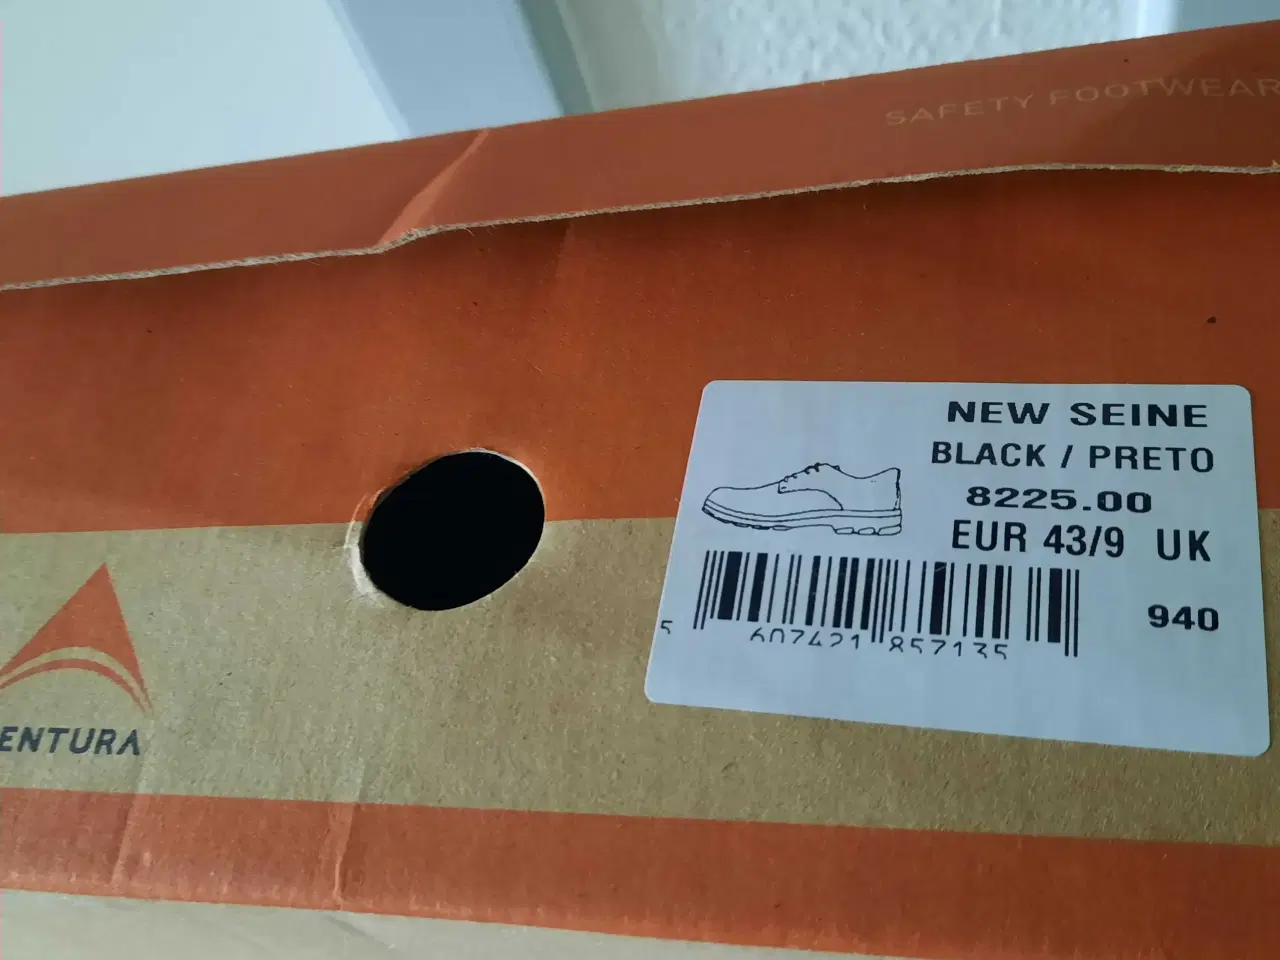 SAFETY FOOTWEAR
NEW SEINE
BLACK / PRETO
8225.00
EUR 43/9 UK
940
5 607421 857135
ENTURA